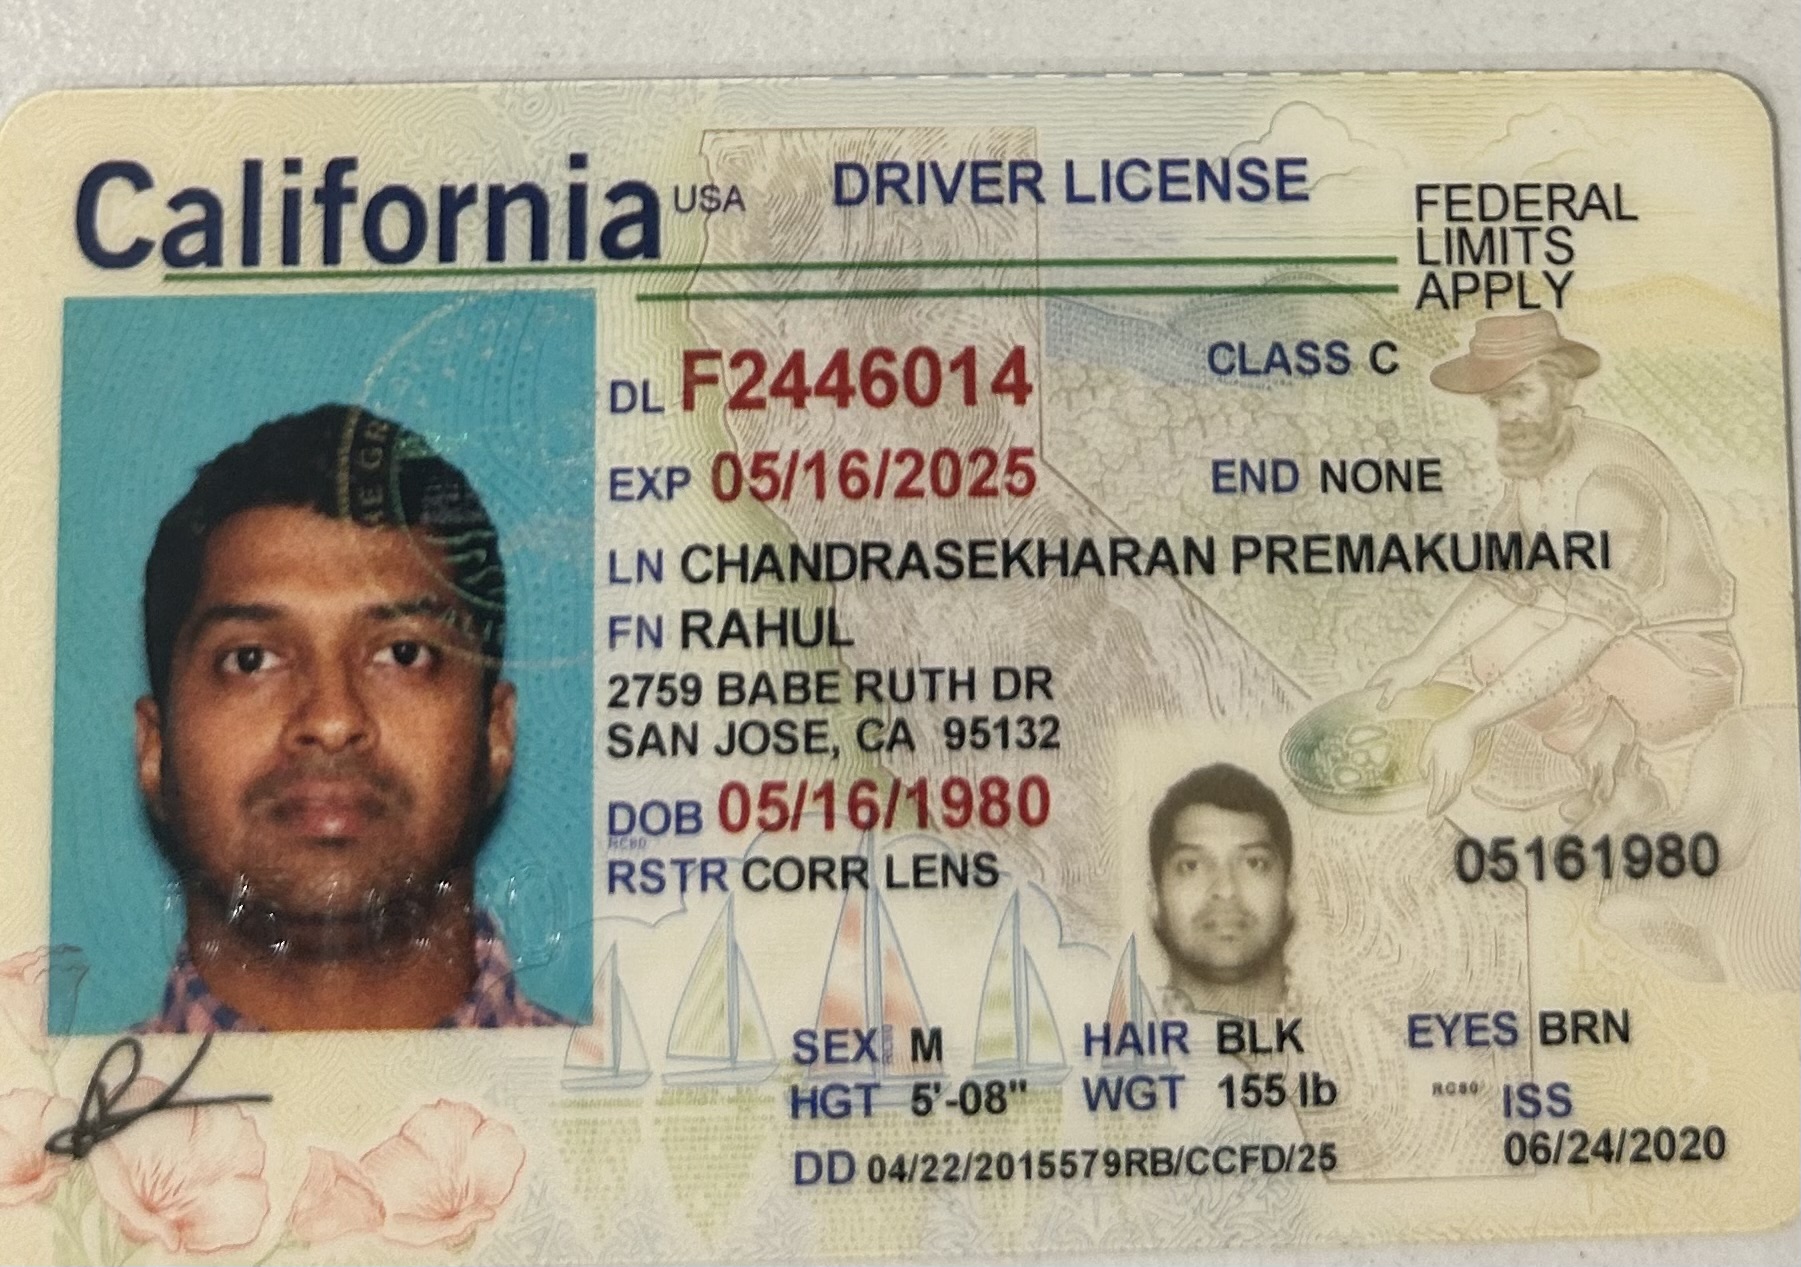 California USA DRIVER LICENSE
FEDERAL
LIMITS
APPLY
DL F2446014
CLASS C
EXP 05/16/2025
END NONE
LN CHANDRASEKHARAN PREMAKUMARI
FN RAHUL
2759 BABE RUTH DR
SAN JOSE, CA 95132
DOB 05/16/1980
RSTR CORR LENS
05161980
SEX M HAIR BLK EYES BRN
HGT 5'-08" WGT 155 lb
ISS
06/24/2020
DD 04/22/2015579RB/CCFD/25